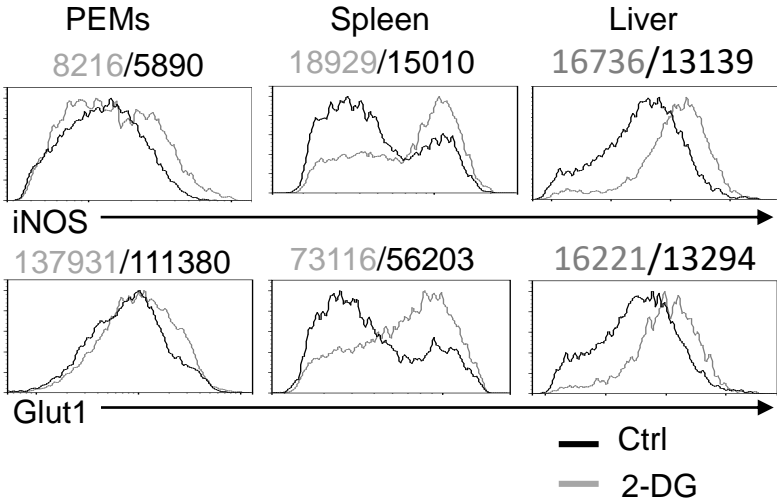 PEMs Spleen Liver
8216/5890 18929/15010 16736/13139
iNOS
137931/111380 73116/56203 16221/13294
Glut1
Ctrl
2-DG